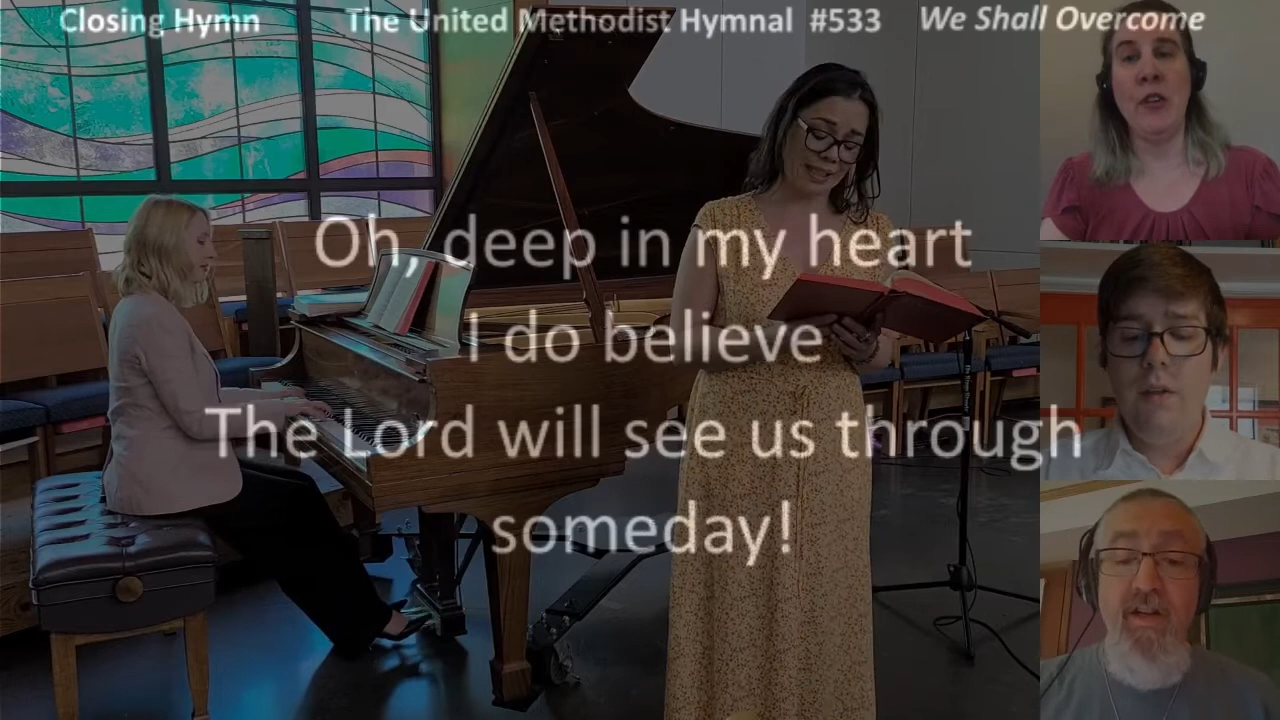 Closing Hymn The United Methodist Hymnal #533 We Shall Overcome
Oh, deep in my heart
I do believe
The Lord will see us through
someday!